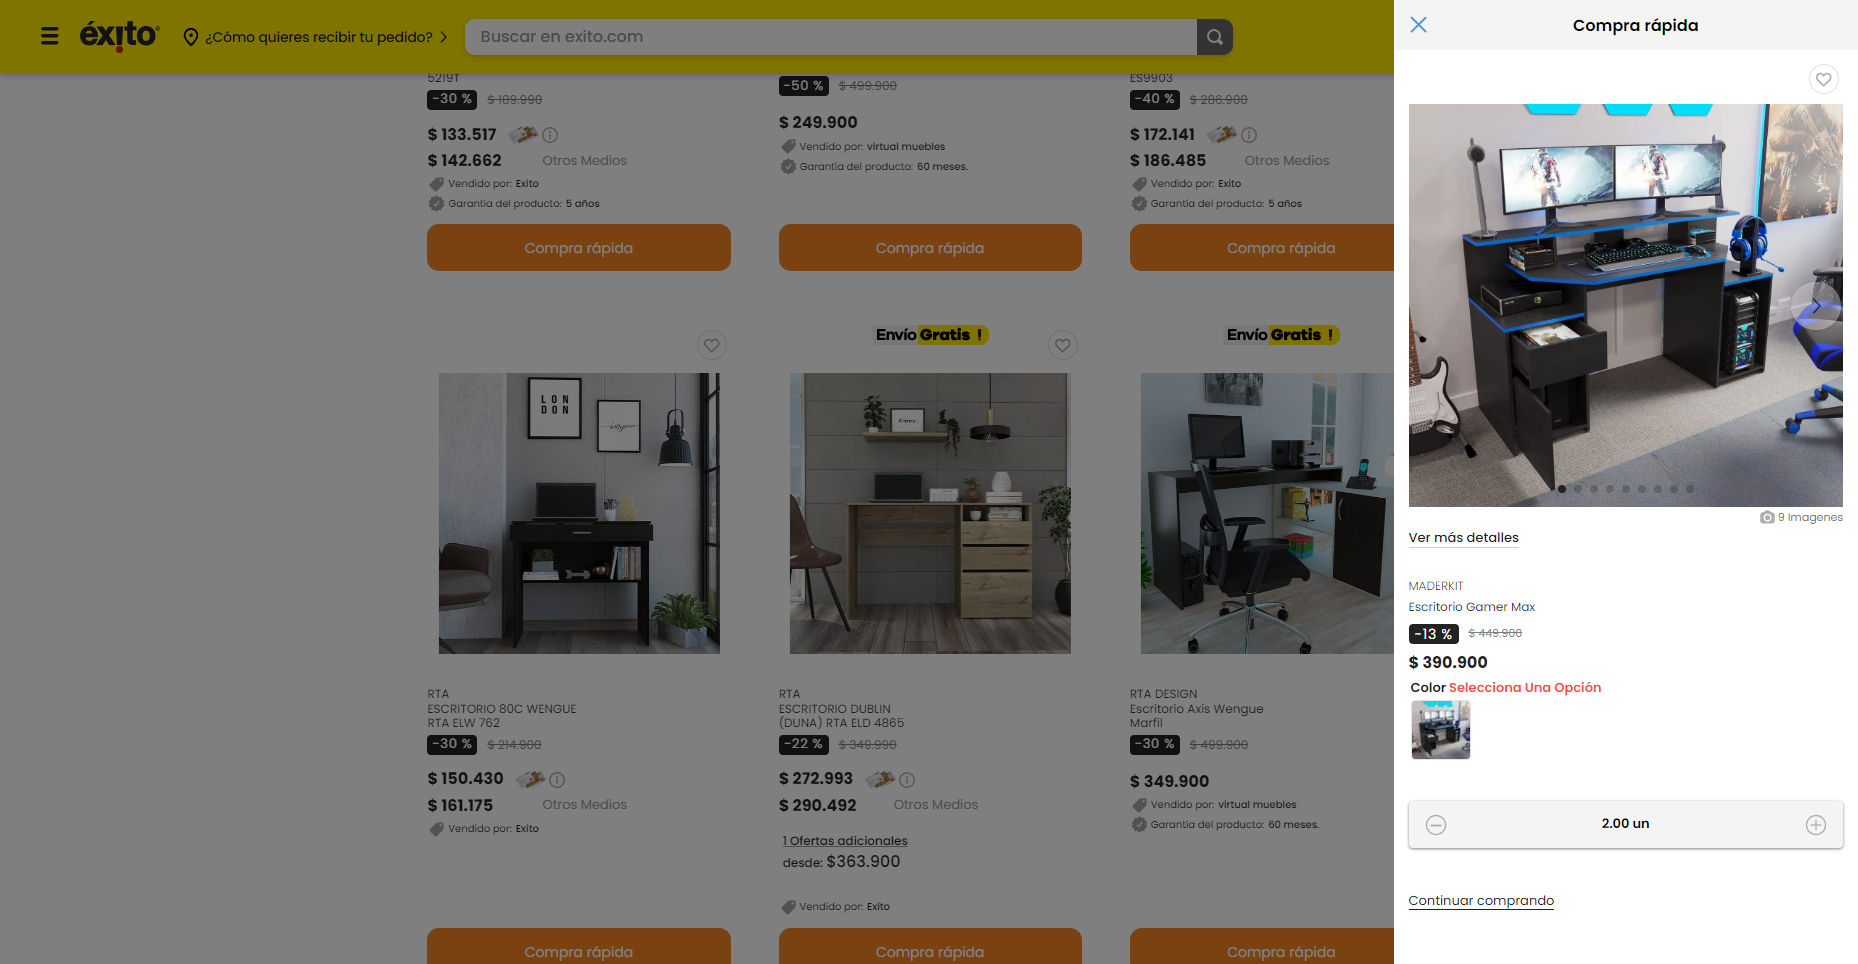 éxito
¿Cómo quieres recibir tu pedido?
Buscar en exito.com
5219T
-30 % $ 189.990
$ 133.517
$ 142.662 Otros Medios
Vendido por: Exito
Garantía del producto: 5 años
Compra rápida
-50 % $ 499.900
$ 249.900
Vendido por: virtual muebles
Garantía del producto: 60 meses.
Compra rápida
ES9903
-40 % $ 286.900
$ 172.141
$ 186.485 Otros Medios
Vendido por: Exito
Garantía del producto: 5 años
Compra rápida
LON
DON
RTA
ESCRITORIO 80C WENGUE
RTA ELW 762
-30 % $ 214.900
$ 150.430
$ 161.175 Otros Medios
Vendido por: Exito
Compra rápida
Envío Gratis !
RTA
ESCRITORIO DUBLIN
(DUNA) RTA ELD 4865
-22 % $ 349.990
$ 272.993
$ 290.492 Otros Medios
1 Ofertas adicionales
desde: $363.900
Vendido por: Exito
Compra rápida
Envío Gratis !
RTA DESIGN
Escritorio Axis Wengue
Marfil
-30 % $ 499.900
$ 349.900
Vendido por: virtual muebles
Garantía del producto: 60 meses.
Compra rápida
Compra rápida
9 Imagenes
Ver más detalles
MADERKIT
Escritorio Gamer Max
-13 % $ 449.900
$ 390.900
Color Selecciona Una Opción
2.00 un
Continuar comprando